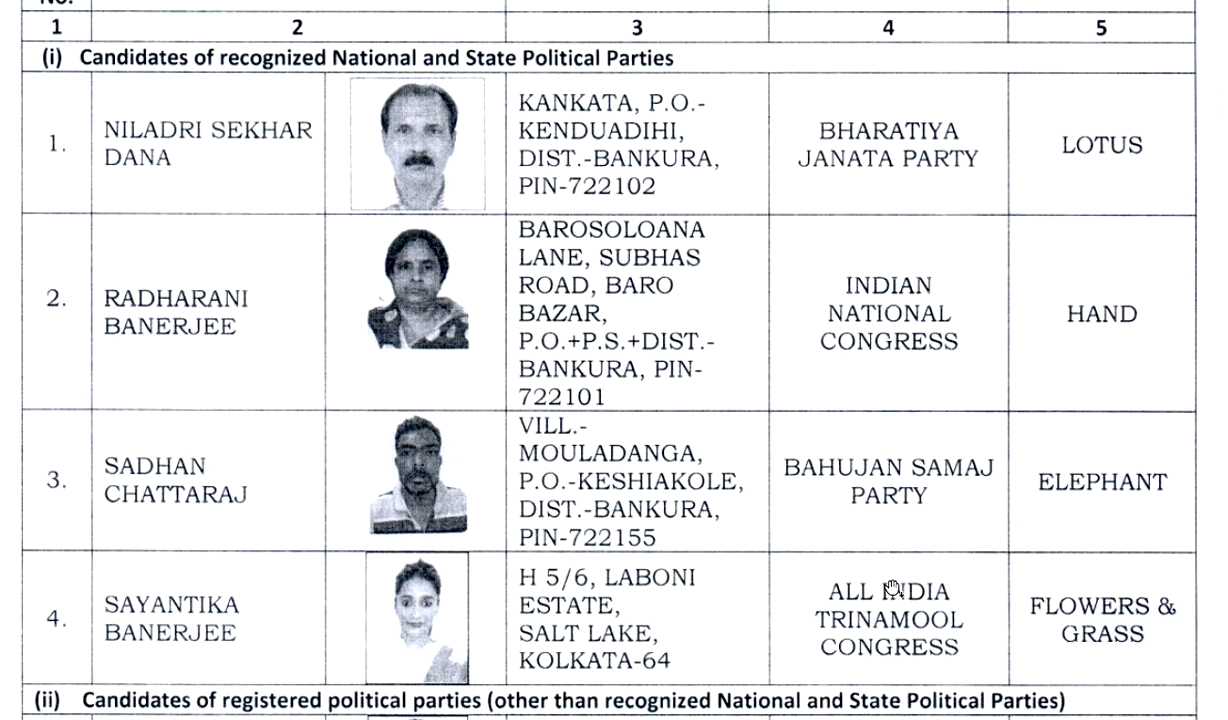 No.
1 2 3 4 5
(i) Candidates of recognized National and State Political Parties
1.
NILADRI SEKHAR
DANA
KANKATA, P.O.-
KENDUADIHI,
DIST.-BANKURA,
PIN-722102
BHARATIYA
JANATA PARTY
LOTUS
2.
RADHARANI
BANERJEE
BAROSOLOANA
LANE, SUBHAS
ROAD, BARO
BAZAR,
P.O.+P.S.+DIST.-
BANKURA, PIN-
722101
INDIAN
NATIONAL
CONGRESS
HAND
3.
SADHAN
CHATTARAJ
VILL.-
MOULADANGA,
P.O.-KESHIAKOLE,
DIST.-BANKURA,
PIN-722155
BAHUJAN SAMAJ
PARTY
ELEPHANT
4.
SAYANTIKA
BANERJEE
H 5/6, LABONI
ESTATE,
SALT LAKE,
KOLKATA-64
ALL INDIA
TRINAMOOL
CONGRESS
FLOWERS &
GRASS
(ii) Candidates of registered political parties (other than recognized National and State Political Parties)